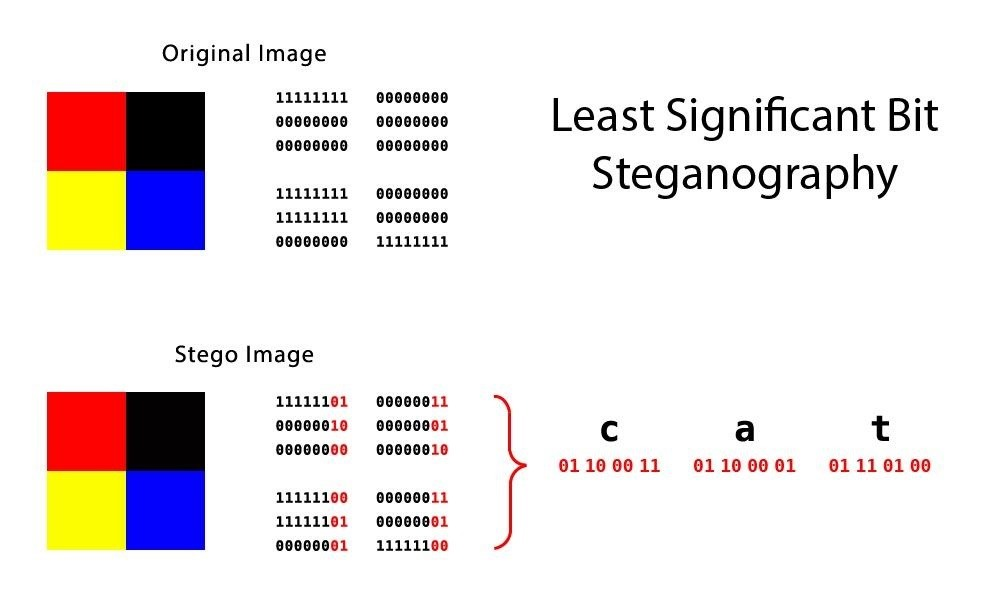 Original Image
11111111 00000000
00000000 00000000
00000000 00000000
11111111 00000000
11111111 00000000
00000000 11111111
Least Significant Bit
Steganography
Stego Image
11111101 00000011
00000010 00000001
00000000 00000010
11111100 00000011
11111101 00000001
00000001 11111100
c a t
01 10 00 11 01 10 00 01 01 11 01 00